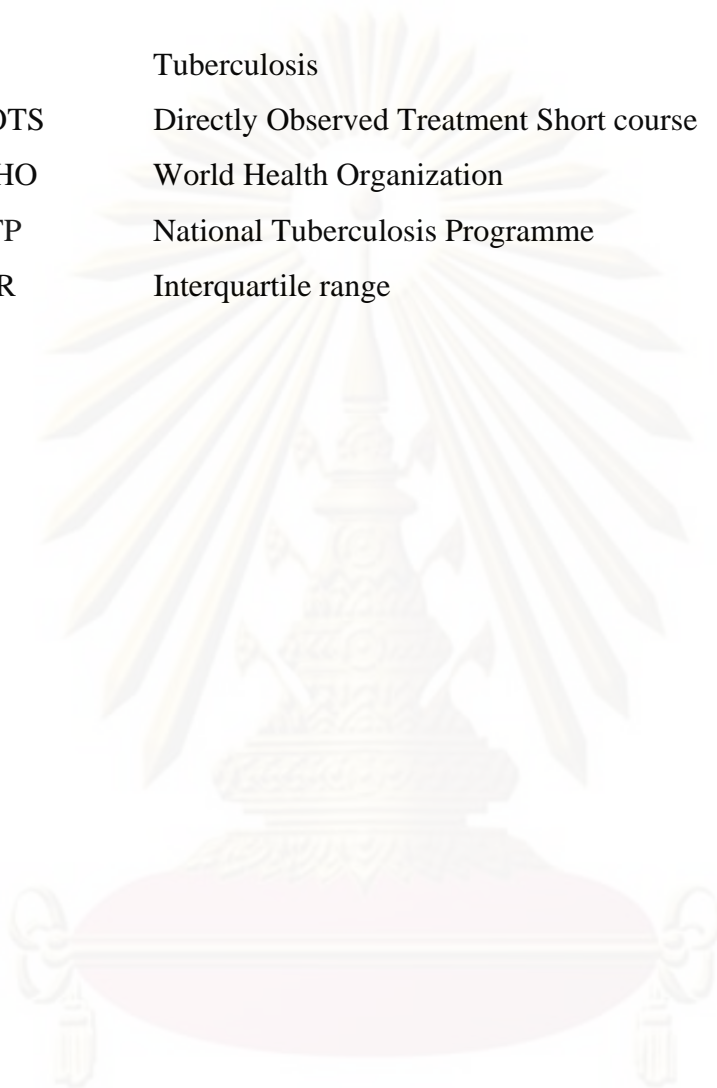 Tuberculosis
OTS Directly Observed Treatment Short course
HO World Health Organization
TP National Tuberculosis Programme
R Interquartile range